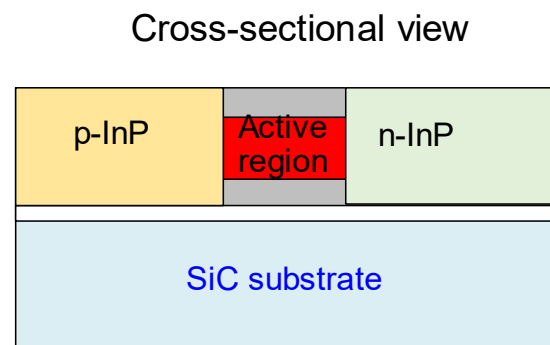 Cross-sectional view
p-InP
Active
region
n-InP
SiC substrate